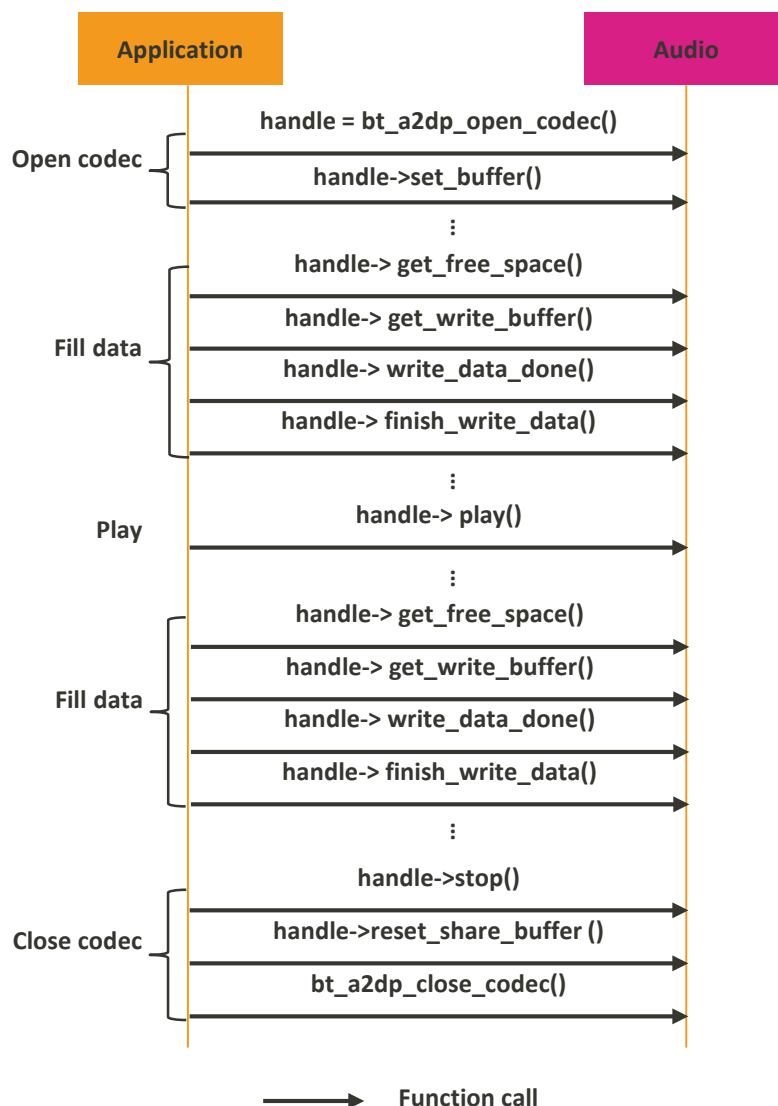 Application
Audio
handle = bt_a2dp_open_codec()
Open codec
handle->set_buffer()
handle-> get_free_space()
handle-> get_write_buffer()
Fill data
handle-> write_data_done()
handle-> finish_write_data()
handle-> play()
Play
handle-> get_free_space()
handle-> get_write_buffer()
Fill data
handle-> write_data_done()
handle-> finish_write_data()
handle->stop()
handle->reset_share_buffer ()
Close codec
bt_a2dp_close_codec()
Function call